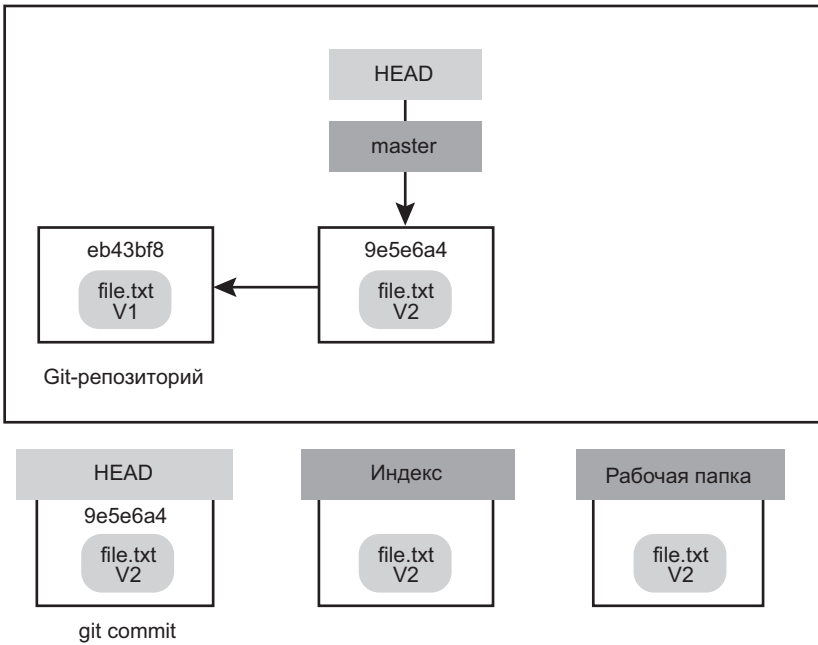 HEAD
master
eb43bf8
file.txt
V1
9e5e6a4
file.txt
V2
Git-репозиторий
HEAD
9e5e6a4
file.txt
V2
git commit
Индекс
file.txt
V2
Рабочая папка
file.txt
V2